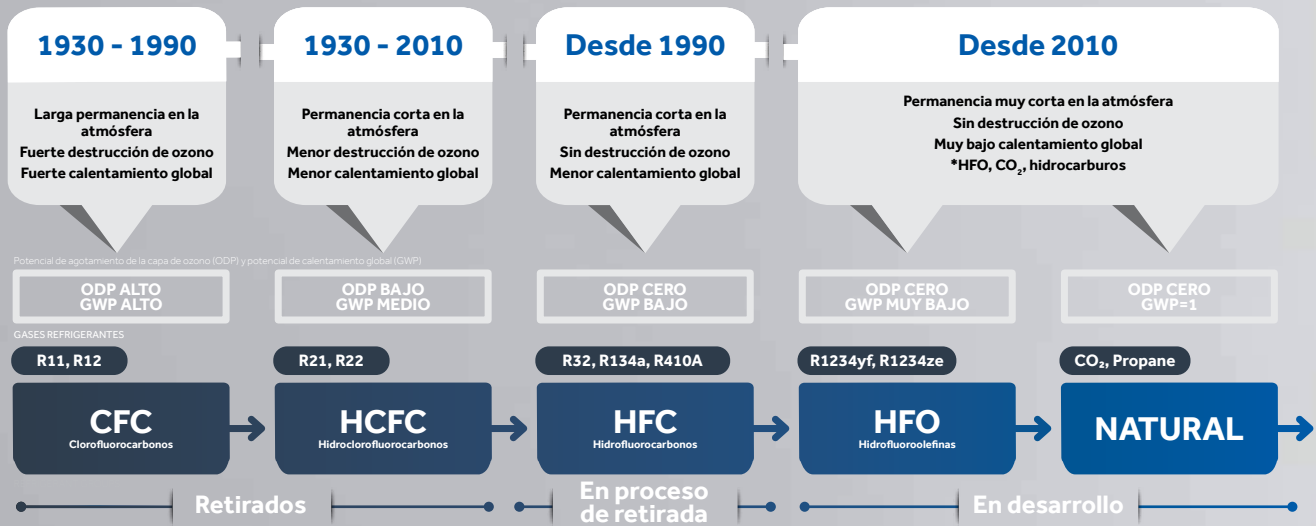 1930 - 1990
Larga permanencia en la
atmósfera
Fuerte destrucción de ozono
Fuerte calentamiento global
1930 - 2010
Permanencia corta en la
atmósfera
Menor destrucción de ozono
Menor calentamiento global
Desde 1990
Permanencia corta en la
atmósfera
Sin destrucción de ozono
Menor calentamiento global
Desde 2010
Permanencia muy corta en la atmósfera
Sin destrucción de ozono
Muy bajo calentamiento global
*HFO, CO₂, hidrocarburos
Potencial de agotamiento de la capa de ozono (ODP) y potencial de calentamiento global (GWP)
ODP ALTO
GWP ALTO
ODP BAJO
GWP MEDIO
ODP CERO
GWP BAJO
ODP CERO
GWP MUY BAJO
ODP CERO
GWP=1
GASES REFRIGERANTES
R11, R12
R21, R22
R32, R134a, R410A
R1234yf, R1234ze
CO₂, Propane
CFC
Clorofluorocarbonos
HCFC
Hidroclorofluorocarbonos
HFC
Hidrofluorocarbonos
HFO
Hidrofluoroolefinas
NATURAL
Retirados
En proceso
de retirada
En desarrollo